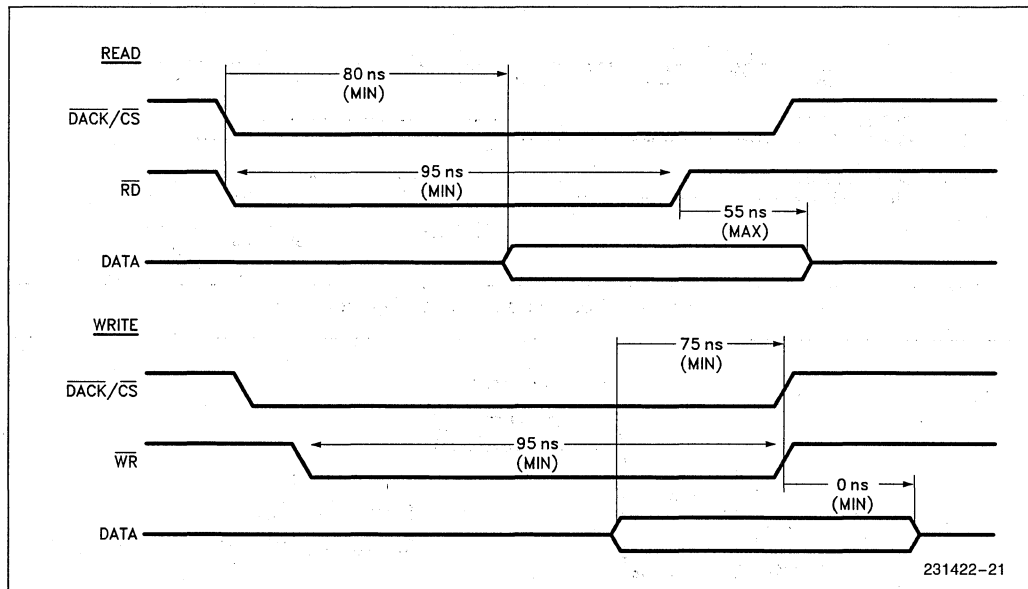 READ
80 ns
(MIN)
DACK/CS
95 ns
(MIN)
RD
55 ns
(MAX)
DATA
WRITE
75 ns
(MIN)
DACK/CS
95 ns
(MIN)
WR
0 ns
(MIN)
DATA
231422-21